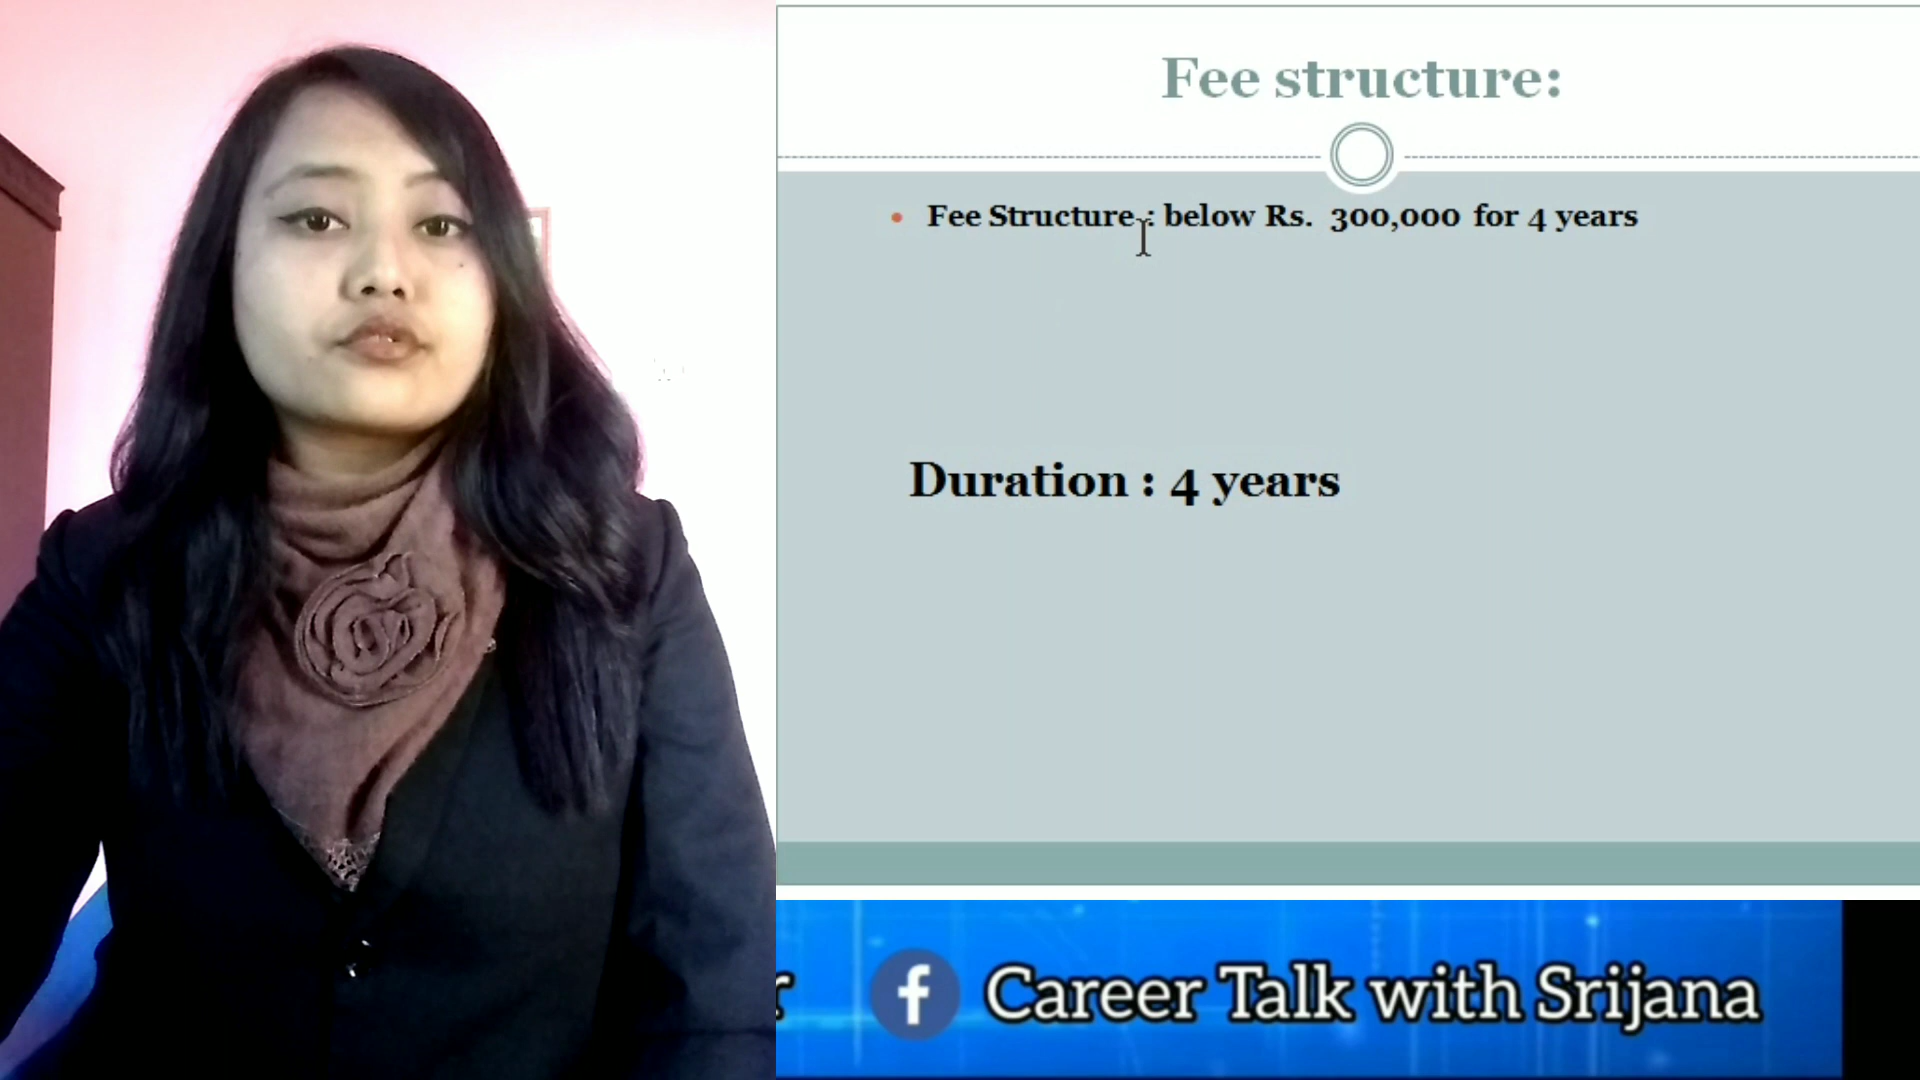 Fee structure:
Fee Structure : below Rs. 300,000 for 4 years
Duration : 4 years
Career Talk with Srijana